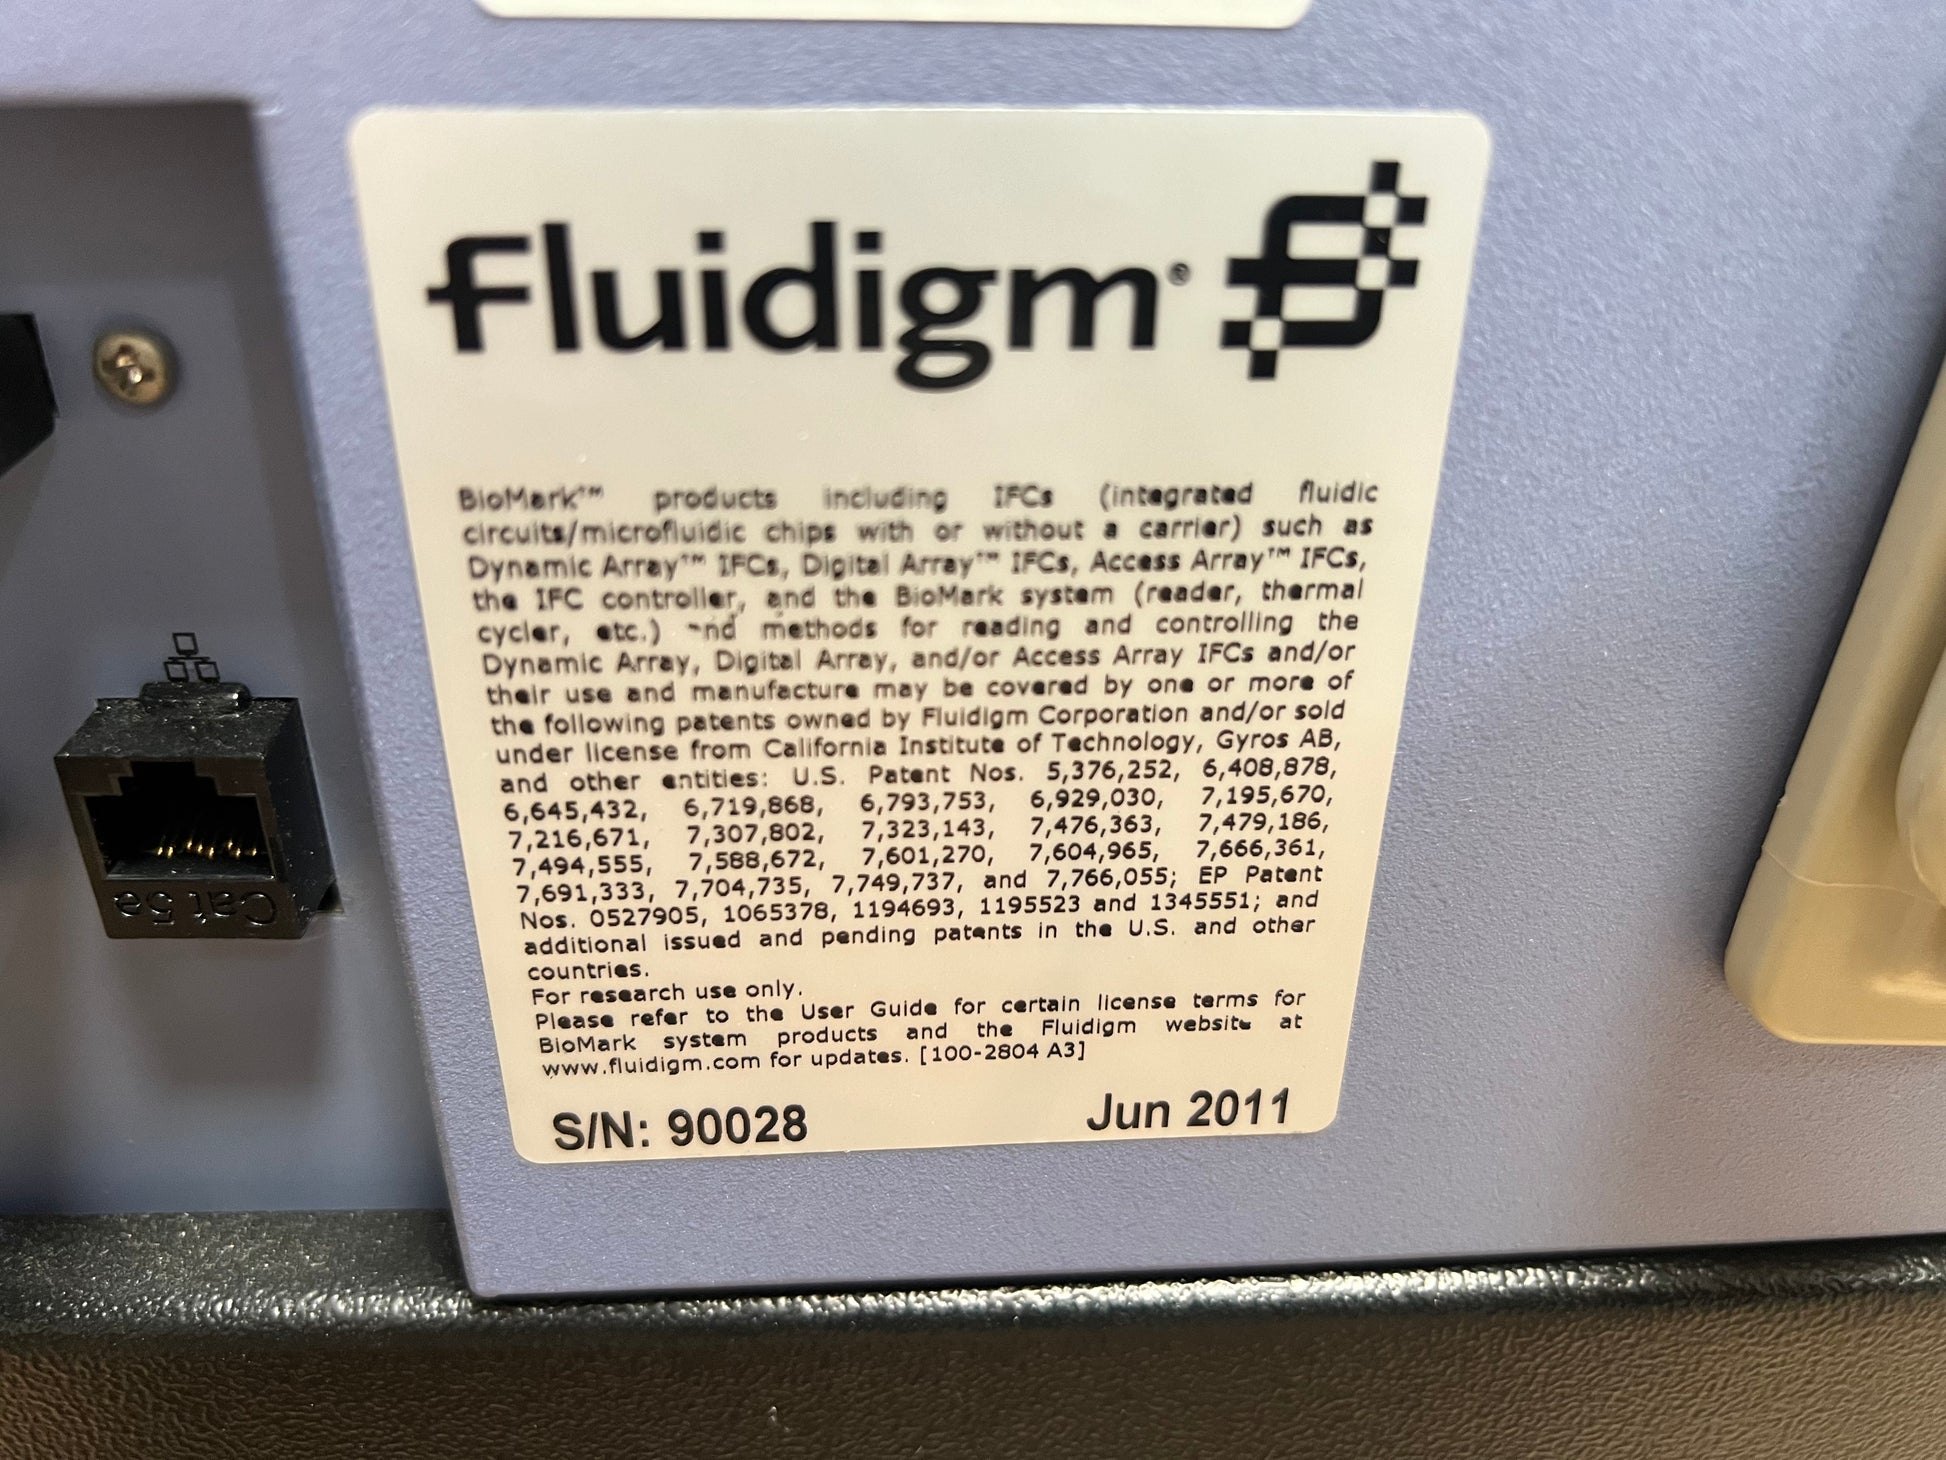 fluidigm®
BioMark™ products including IFCs (integrated fluidic
circuits/microfluidic chips with or without a carrier) such as
Dynamic Array™ IFCs, Digital Array™ IFCs, Access Array™ IFCs,
the IFC controller, and the BioMark system (reader, thermal
cycler, etc.) and methods for reading and controlling the
Dynamic Array, Digital Array, and/or Access Array IFCs and/or
their use and manufacture may be covered by one or more of
the following patents owned by Fluidigm Corporation and/or sold
under license from California Institute of Technology, Gyros AB,
and other entities: U.S. Patent Nos. 5,376,252, 6,408,878,
6,645,432, 6,719,868, 6,793,753, 6,929,030, 7,195,670,
7,216,671, 7,307,802, 7,323,143, 7,476,363, 7,479,186,
7,494,555, 7,588,672, 7,601,270, 7,604,965, 7,666,361,
7,691,333, 7,704,735, 7,749,737, and 7,766,055; EP Patent
Nos. 0527905, 1065378, 1194693, 1195523 and 1345551; and
additional issued and pending patents in the U.S. and other
countries.
For research use only.
Please refer to the User Guide for certain license terms for
BioMark system products and the Fluidigm website at
www.fluidigm.com for updates. [100-2804 A3]
S/N: 90028 Jun 2011
Cat 5e